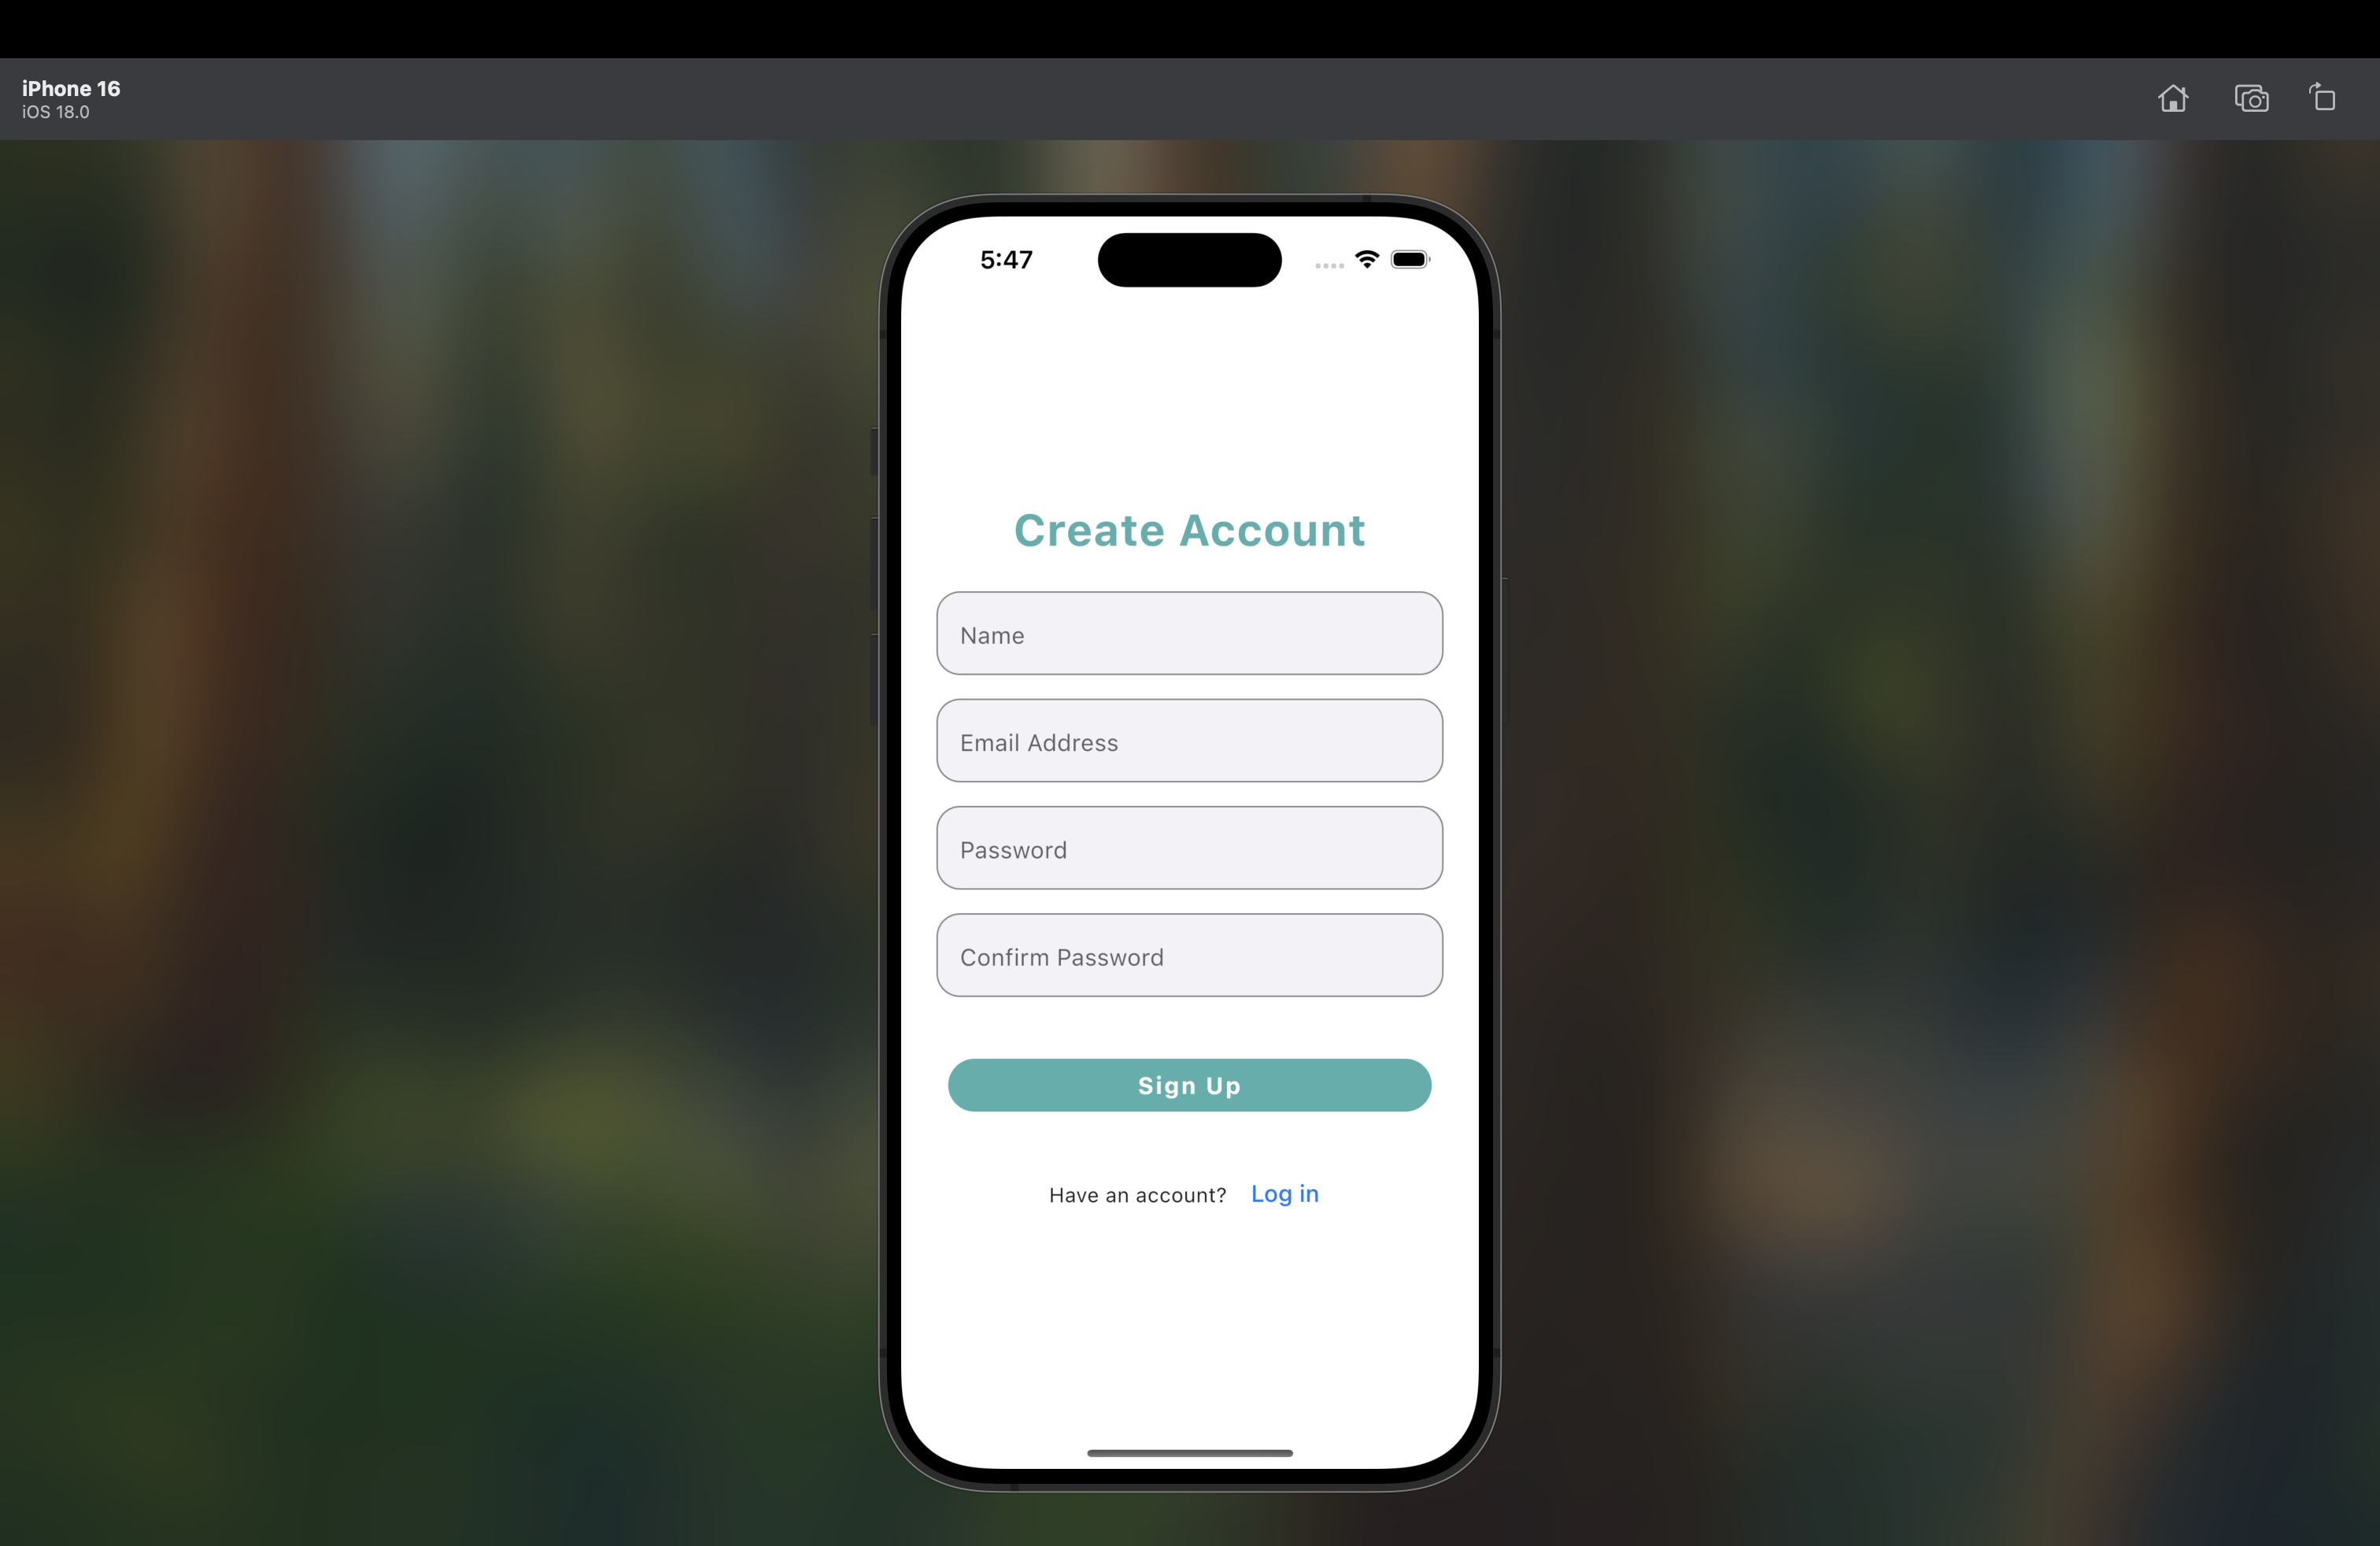 iPhone 16
iOS 18.0
5:47
Create Account
Name
Email Address
Password
Confirm Password
Sign Up
Have an account? Log in